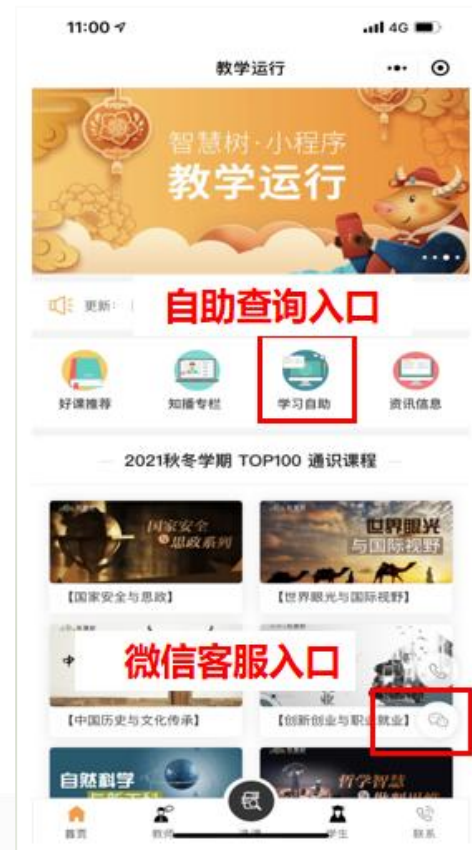 11:00
4G
教学运行
智慧树·小程序
教学运行
更新:
自助查询入口
好课推荐
知播专栏
学习自助
资讯信息
2021秋冬学期 TOP100 通识课程
国家安全
与思政系列
世界眼光
与国际视野
【国家安全与思政】
【世界眼光与国际视野】
微信客服入口
【中国历史与文化传承】
【创新创业与职业就业】
自然科学
哲学智慧
首页
教师
学生
联系